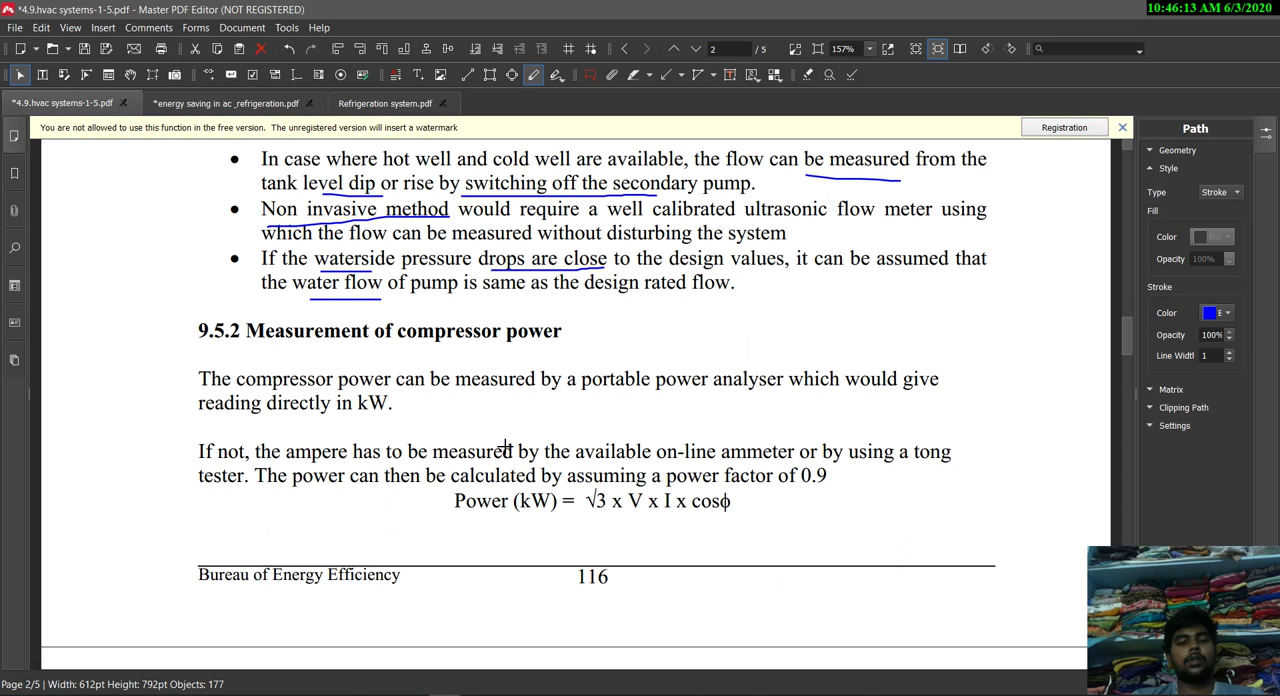 *4.9.hvac systems-1-5.pdf - Master PDF Editor (NOT REGISTERED)
10:46:13 AM 6/3/2020
File Edit View Insert Comments Forms Document Tools Help
2 / 5 157%
*4.9.hvac systems-1-5.pdf *energy saving in ac _refrigeration.pdf Refrigeration system.pdf
You are not allowed to use this function in the free version. The unregistered version will insert a watermark
Registration
• In case where hot well and cold well are available, the flow can be measured from the
tank level dip or rise by switching off the secondary pump.
• Non invasive method would require a well calibrated ultrasonic flow meter using
which the flow can be measured without disturbing the system
• If the waterside pressure drops are close to the design values, it can be assumed that
the water flow of pump is same as the design rated flow.
9.5.2 Measurement of compressor power
The compressor power can be measured by a portable power analyser which would give
reading directly in kW.
If not, the ampere has to be measured by the available on-line ammeter or by using a tong
tester. The power can then be calculated by assuming a power factor of 0.9
Power (kW) = √3 x V x I x cosϕ
Bureau of Energy Efficiency 116
Path
Geometry
Style
Type Stroke
Fill
Color
Opacity 100%
Stroke
Color
Opacity 100%
Line Widt 1
Matrix
Clipping Path
Settings
Page 2/5 | Width: 612pt Height: 792pt Objects: 177